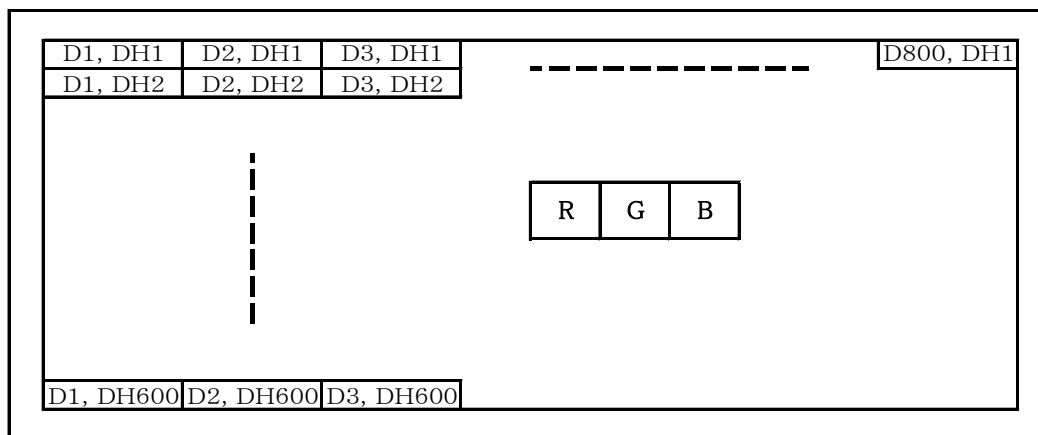 D1, DH1 D2, DH1 D3, DH1 D800, DH1
D1, DH2 D2, DH2 D3, DH2
R G B
D1, DH600 D2, DH600 D3, DH600